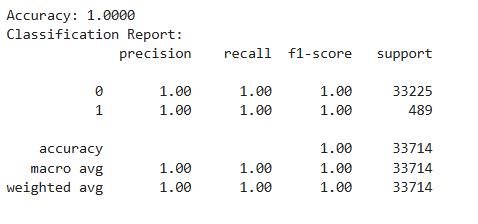 Accuracy: 1.0000
Classification Report:
precision recall f1-score support
0 1.00 1.00 1.00 33225
1 1.00 1.00 1.00 489
accuracy 1.00 33714
macro avg 1.00 1.00 1.00 33714
weighted avg 1.00 1.00 1.00 33714